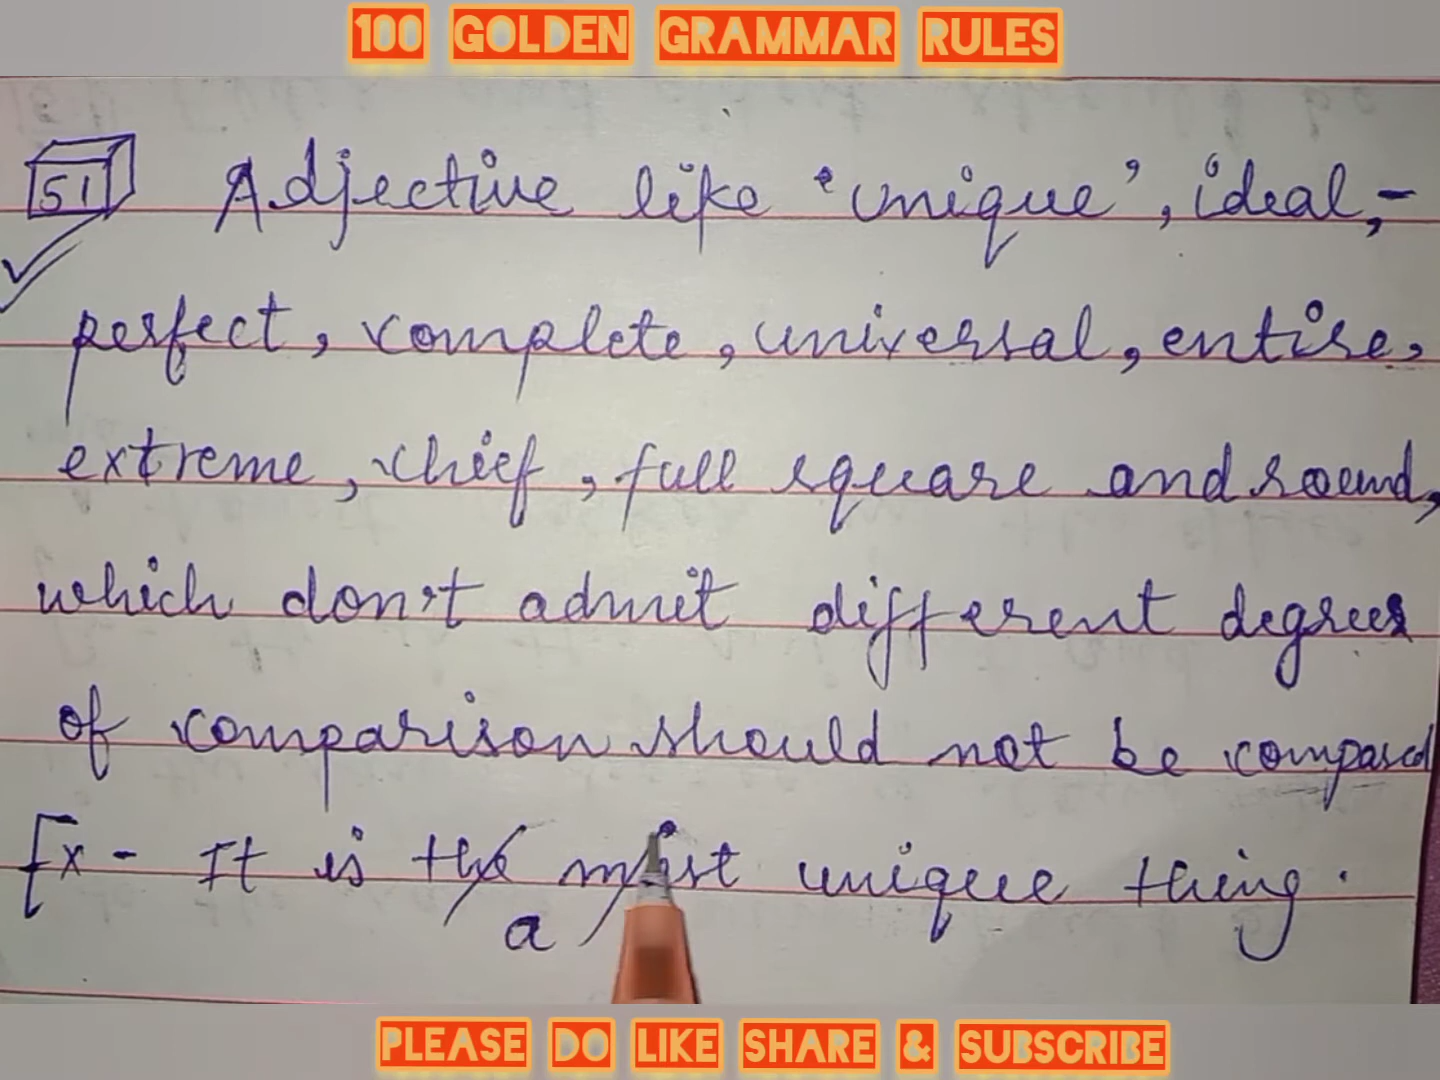 100 GOLDEN GRAMMAR RULES
51 Adjective like 'unique', ideal,-
perfect, complete, universal, entire,
extreme, chief, full square and round,
which don't admit different degrees
of comparison should not be compared
Ex - It is the most unique thing.
a
PLEASE DO LIKE SHARE & SUBSCRIBE